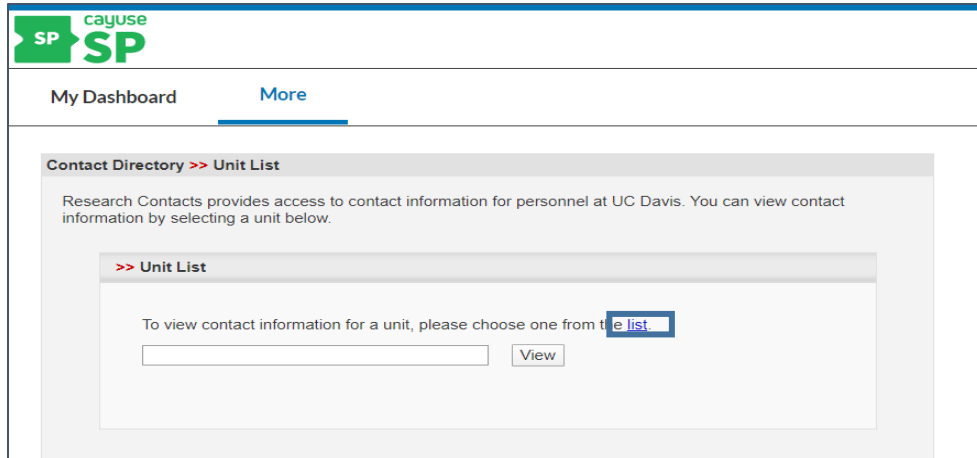 cayuse
SP SP
My Dashboard More
Contact Directory >> Unit List
Research Contacts provides access to contact information for personnel at UC Davis. You can view contact
information by selecting a unit below.
>> Unit List
To view contact information for a unit, please choose one from the list.
View